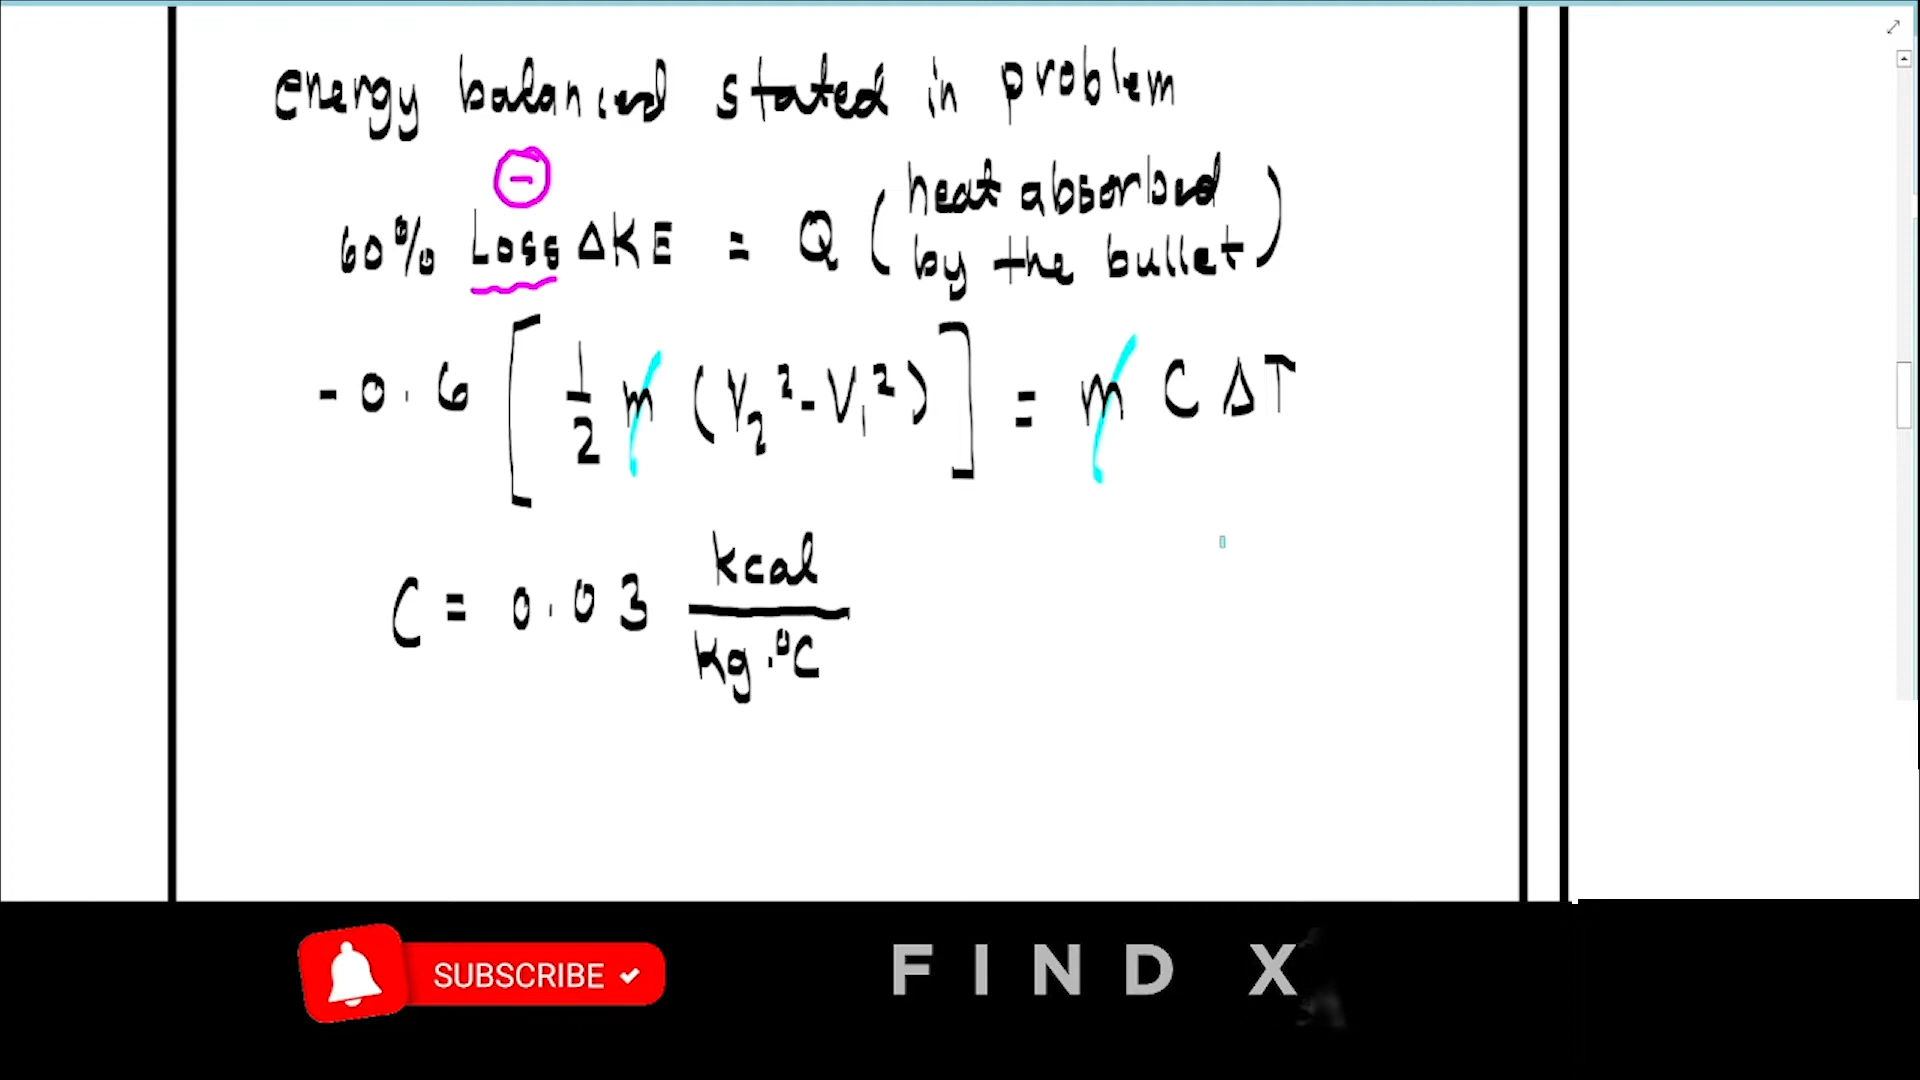 energy balanced stated in problem
⊖
60% Loss ΔKE = Q (heat absorbed by the bullet)
-0.6 [ 1/2 m (V₂² - V₁²) ] = m C ΔT
C = 0.03 kcal / kg·°C
SUBSCRIBE
FIND X